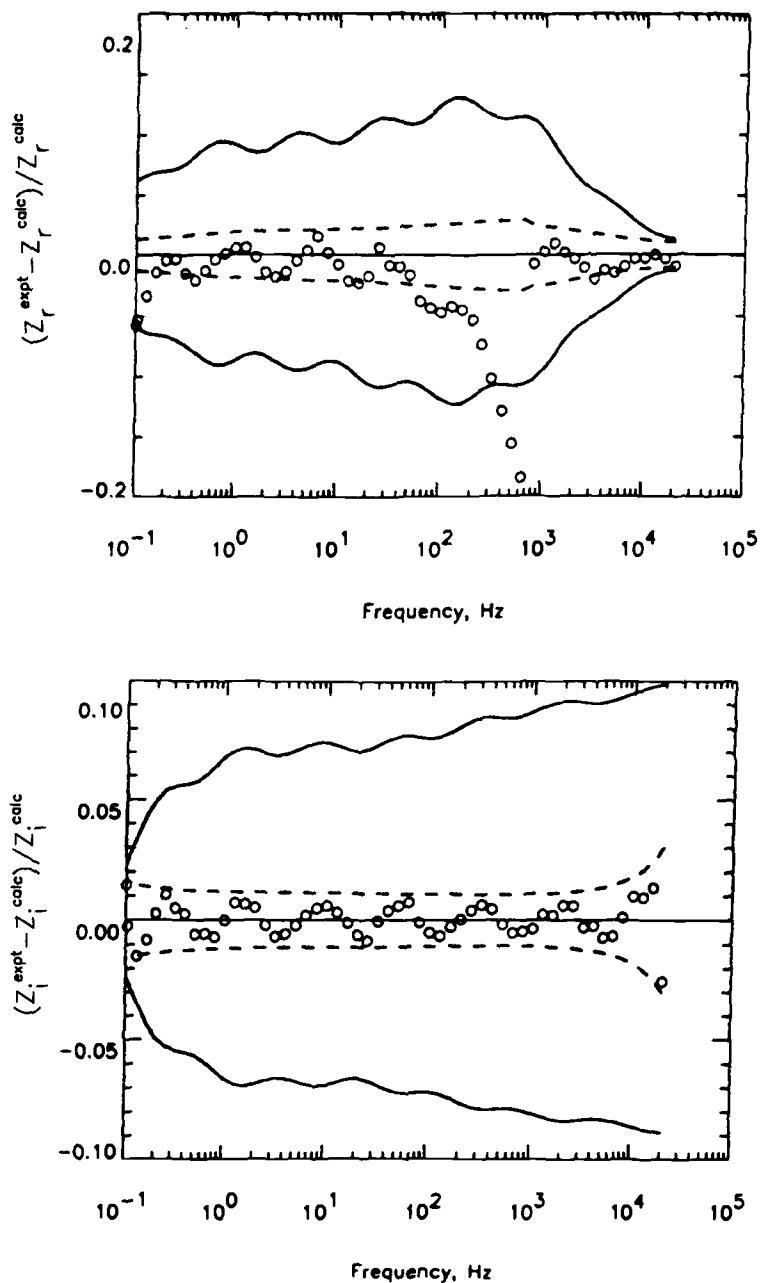 0.2
0.0
-0.2
(Z_r^expt - Z_r^calc)/Z_r^calc
10^-1 10^0 10^1 10^2 10^3 10^4 10^5
Frequency, Hz
0.10
0.05
0.00
-0.05
-0.10
(Z_i^expt - Z_i^calc)/Z_i^calc
10^-1 10^0 10^1 10^2 10^3 10^4 10^5
Frequency, Hz